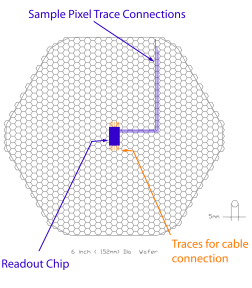 Sample Pixel Trace Connections
6 inch ( 152mm) Dia Wafer
5mm
Traces for cable
connection
Readout Chip